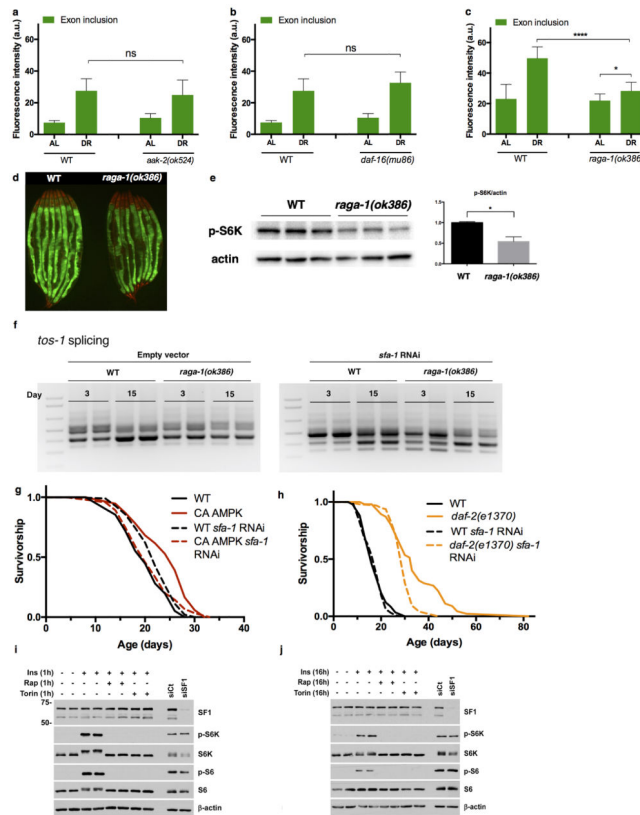 a
Exon inclusion
Fluorescence intensity (a.u.)
80
60
40
20
0
ns
AL DR AL DR
WT aak-2(ok524)
b
Exon inclusion
Fluorescence intensity (a.u.)
80
60
40
20
0
ns
AL DR AL DR
WT daf-16(mu86)
c
Exon inclusion
Fluorescence intensity (a.u.)
80
60
40
20
0
****
*
AL DR AL DR
WT raga-1(ok386)
d
WT raga-1(ok386)
e
WT raga-1(ok386)
p-S6K
actin
p-S6K/actin
1.5
1.0
0.5
0.0
*
WT
raga-1(ok386)
f
tos-1 splicing
Empty vector
WT raga-1(ok386)
Day 3 15 3 15
sfa-1 RNAi
WT raga-1(ok386)
3 15 3 15
g
Survivorship
1.0
0.5
0.0
0 10 20 30 40
Age (days)
WT
CA AMPK
WT sfa-1 RNAi
CA AMPK sfa-1
RNAi
h
Survivorship
1.0
0.5
0.0
0 20 40 60 80
Age (days)
WT
daf-2(e1370)
WT sfa-1 RNAi
daf-2(e1370) sfa-1
RNAi
i
Ins (1h) - - + + + + + +
Rap (1h) - - - - + + - -
Torin (1h) - - - - - - + +
siCt
siSF1
75-
50-
SF1
p-S6K
S6K
p-S6
S6
β-actin
j
Ins (16h) - - + + + + + +
Rap (16h) - - - - + + - -
Torin (16h) - - - - - - + +
siCt
siSF1
SF1
p-S6K
S6K
p-S6
S6
β-actin